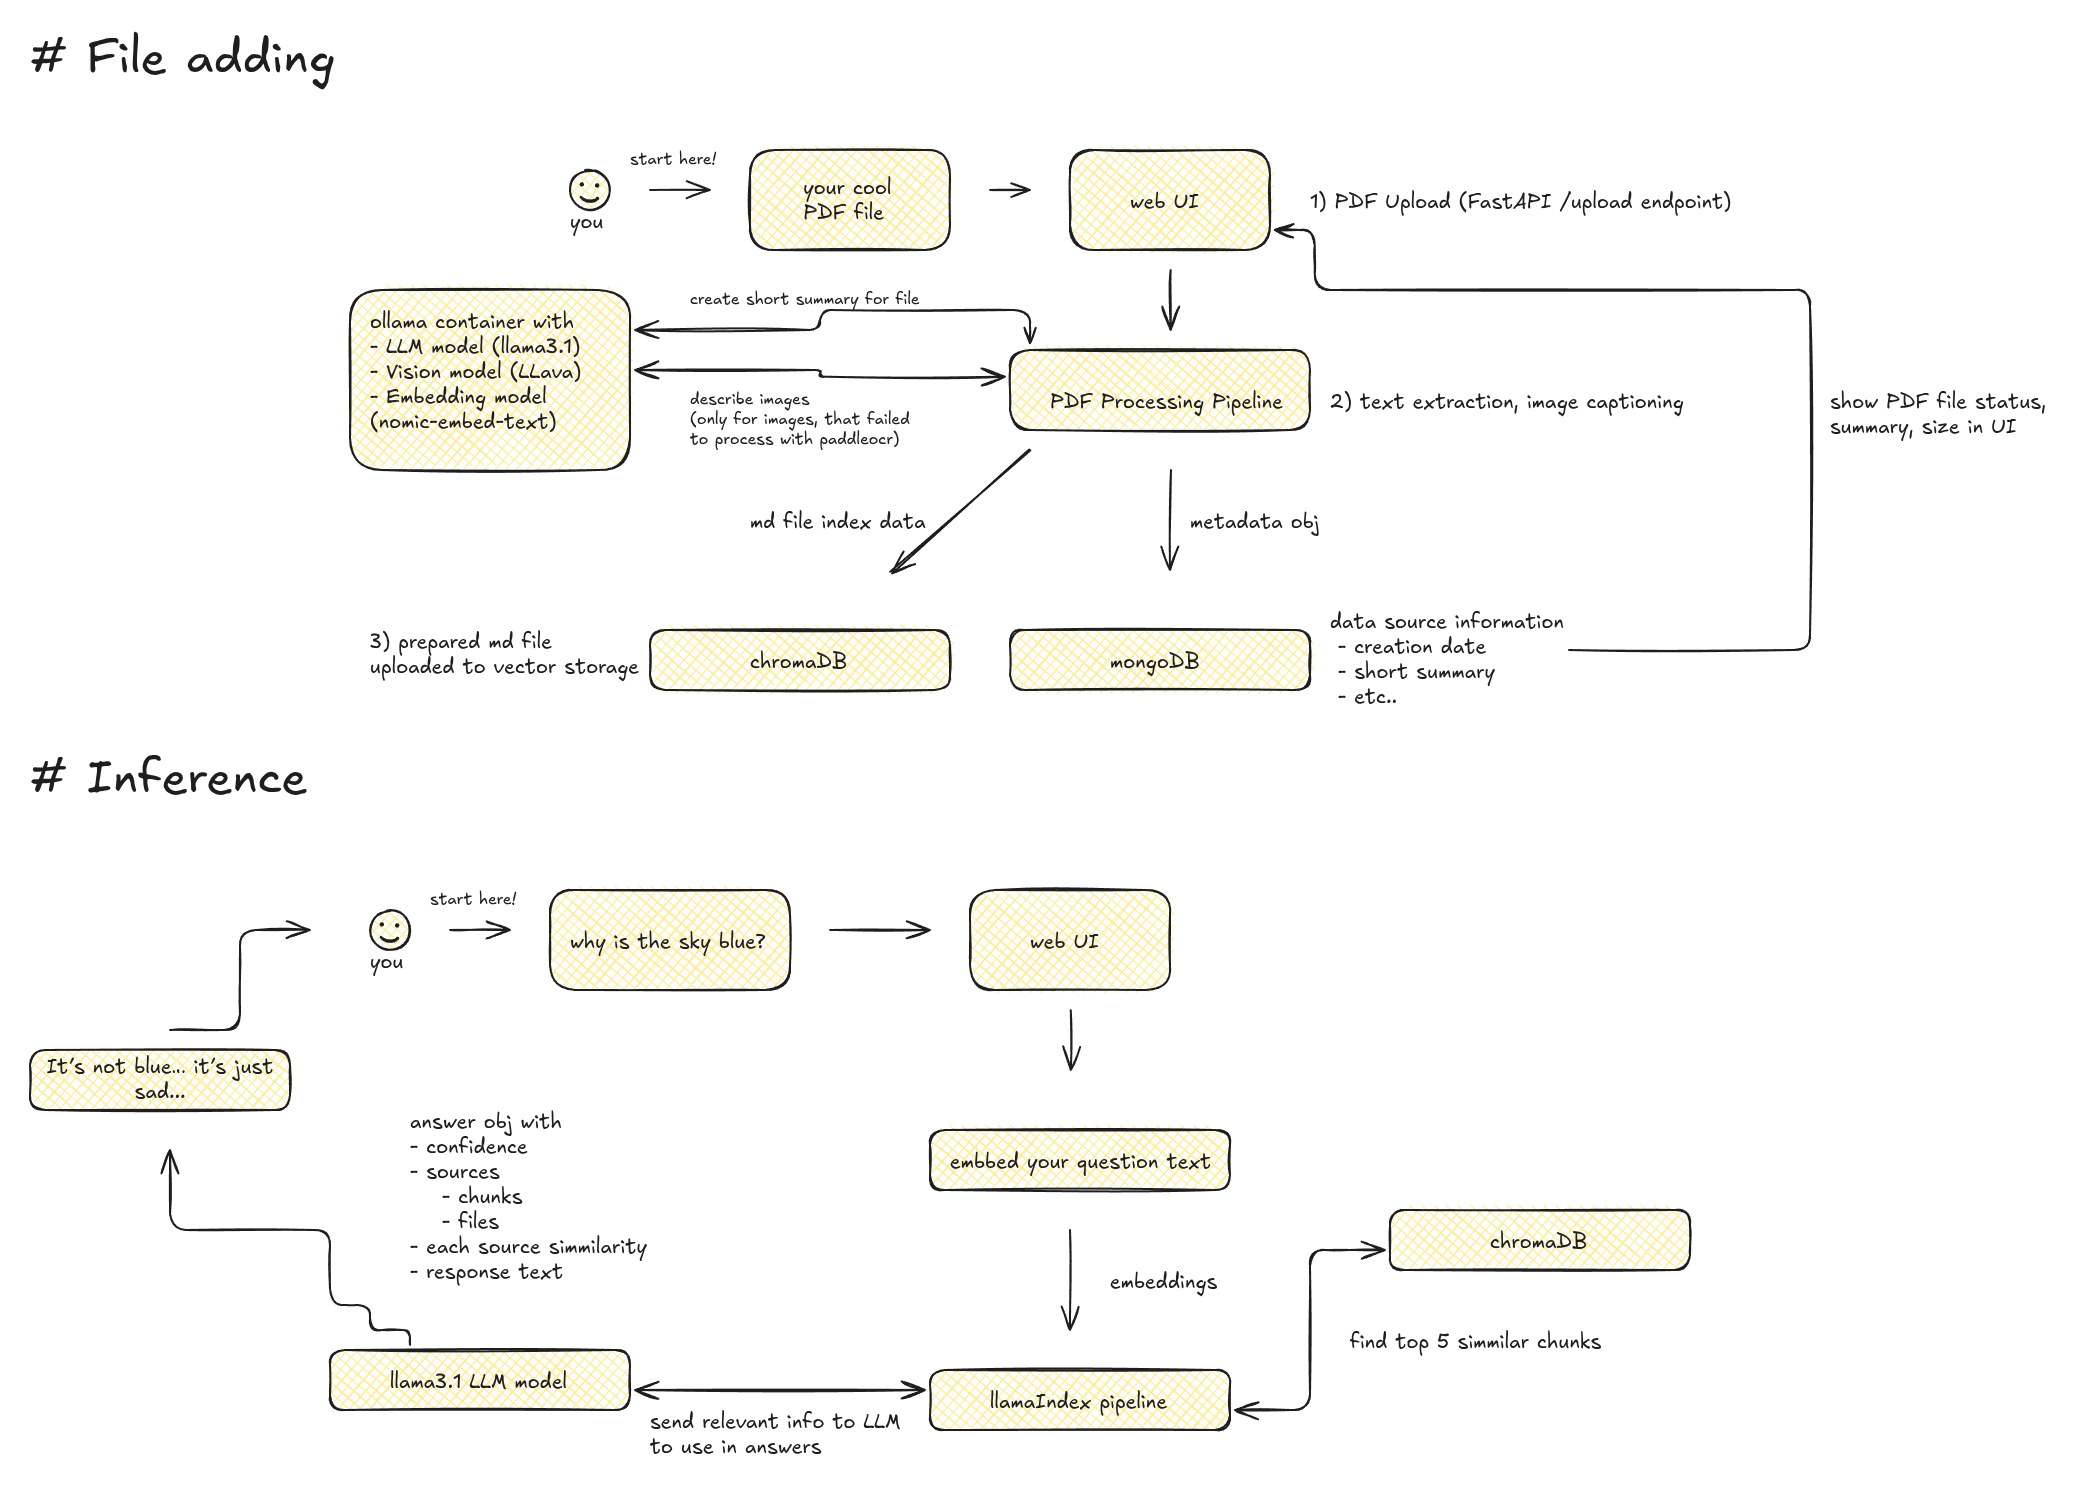 # File adding
start here!
you
your cool
PDF file
web UI
1) PDF Upload (FastAPI /upload endpoint)
create short summary for file
ollama container with
- LLM model (llama3.1)
- Vision model (LLava)
- Embedding model
(nomic-embed-text)
describe images
(only for images, that failed
to process with paddleocr)
PDF Processing Pipeline
2) text extraction, image captioning
show PDF file status,
summary, size in UI
md file index data
metadata obj
3) prepared md file
uploaded to vector storage
chromaDB
mongoDB
data source information
- creation date
- short summary
- etc..
# Inference
start here!
you
why is the sky blue?
web UI
It's not blue... it's just
sad...
answer obj with
- confidence
- sources
- chunks
- files
- each source simmilarity
- response text
embbed your question text
embeddings
chromaDB
find top 5 simmilar chunks
llama3.1 LLM model
send relevant info to LLM
to use in answers
llamaIndex pipeline